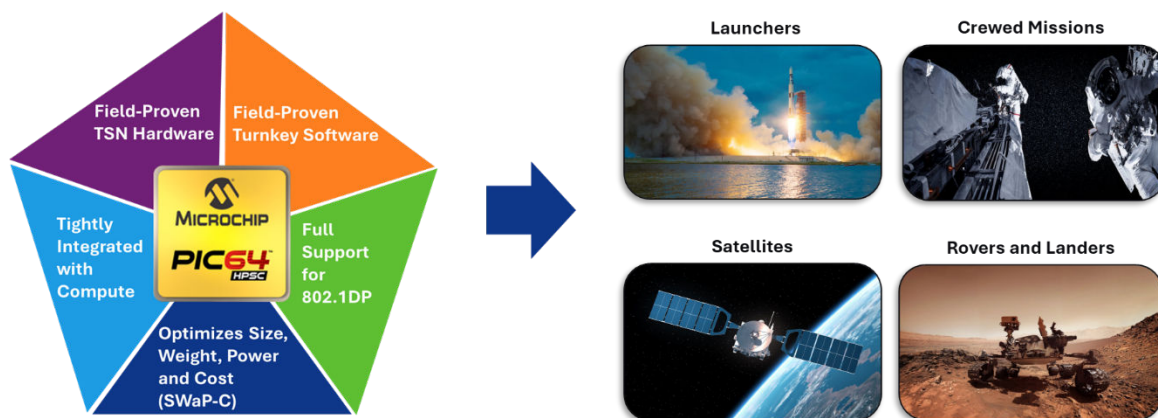 Field-Proven
TSN Hardware
Field-Proven
Turnkey Software
Tightly
Integrated
with
Compute
MICROCHIP
PIC64™
HPSC
Full
Support
for
802.1DP
Optimizes Size,
Weight, Power
and Cost
(SWaP-C)
Launchers
Crewed Missions
Satellites
Rovers and Landers